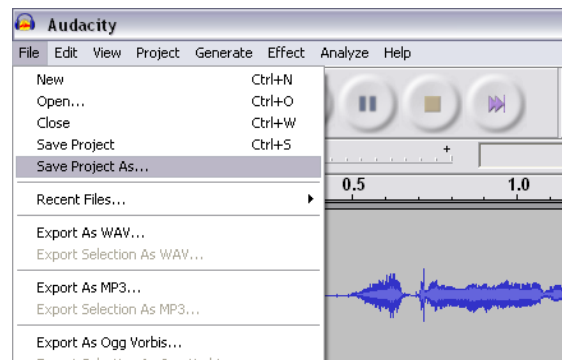 Audacity
File Edit View Project Generate Effect Analyze Help
New Ctrl+N
Open... Ctrl+O
Close Ctrl+W
Save Project Ctrl+S
Save Project As...
Recent Files...
Export As WAV...
Export Selection As WAV...
Export As MP3...
Export Selection As MP3...
Export As Ogg Vorbis...
+
0.5 1.0